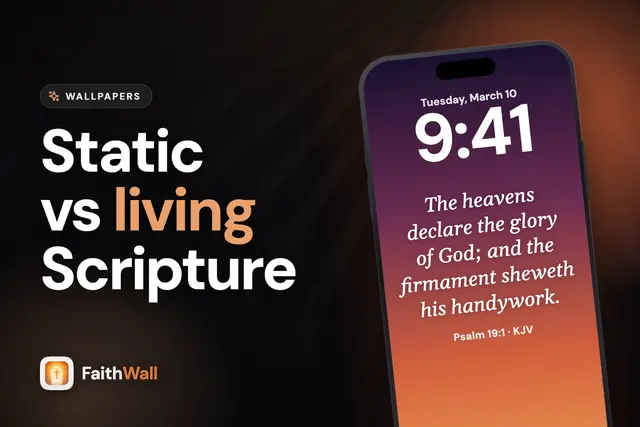 WALLPAPERS
Static
vs living
Scripture
FaithWall
Tuesday, March 10
9:41
The heavens
declare the glory
of God; and the
firmament sheweth
his handywork.
Psalm 19:1 · KJV